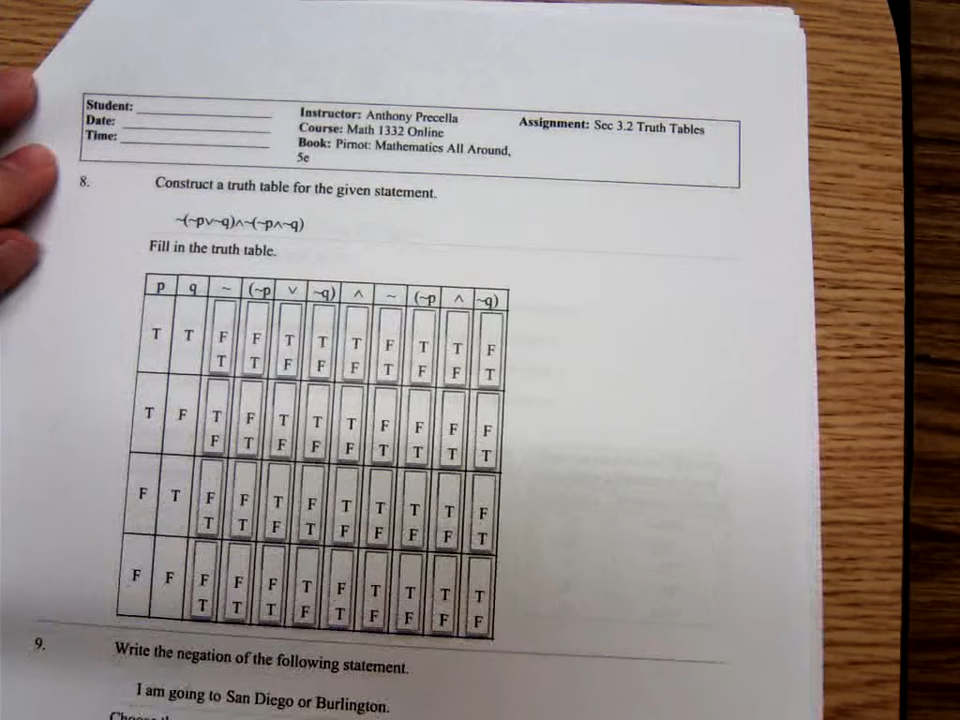 Student:
Date:
Time:
Instructor: Anthony Precella
Course: Math 1332 Online
Book: Pirnot: Mathematics All Around,
5e
Assignment: Sec 3.2 Truth Tables
8. Construct a truth table for the given statement.
~(~p∨~q)∧~(~p∧~q)
Fill in the truth table.
p q ~ (~p ∨ ~q) ∧ ~ (~p ∧ ~q)
T T F F T T T F T T F
T T F F F T F F T
T F T F T T T F F F F
F T F F F T T T T
F T F F T F T T T T F
T T F T F F F F T
F F F F F T F T T T T
T T T F T F F F F
9. Write the negation of the following statement.
I am going to San Diego or Burlington.